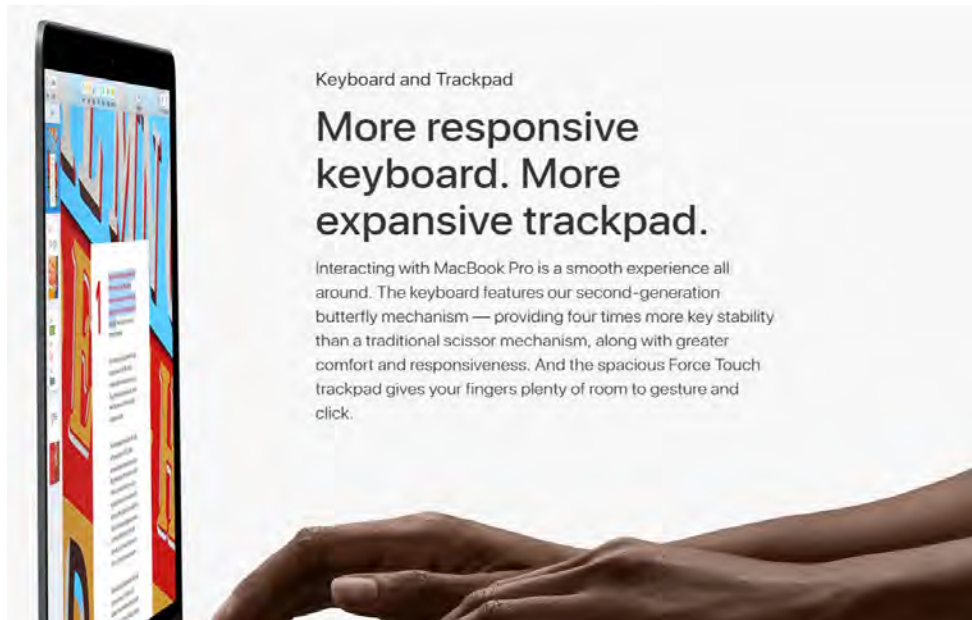 Keyboard and Trackpad
More responsive
keyboard. More
expansive trackpad.
Interacting with MacBook Pro is a smooth experience all
around. The keyboard features our second-generation
butterfly mechanism — providing four times more key stability
than a traditional scissor mechanism, along with greater
comfort and responsiveness. And the spacious Force Touch
trackpad gives your fingers plenty of room to gesture and
click.